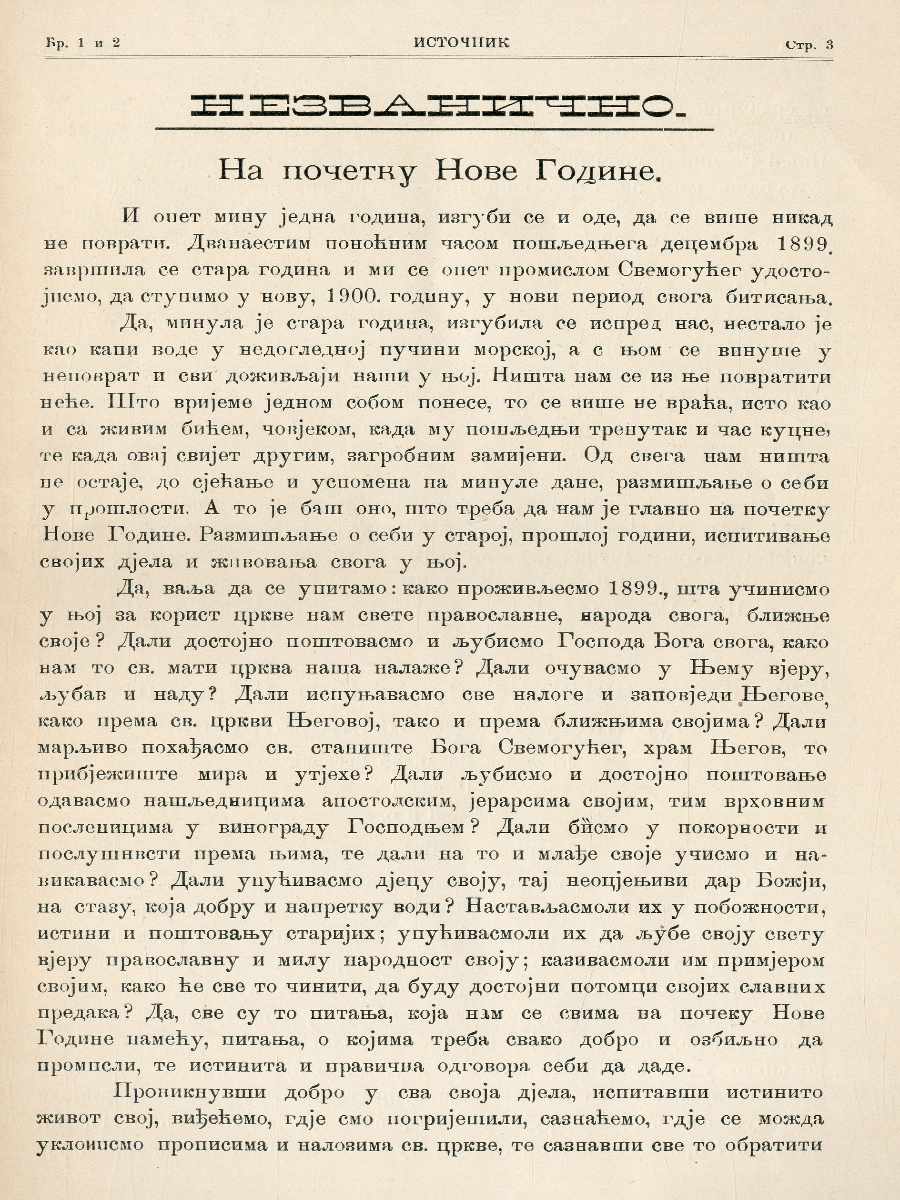 Бр. 1 и 2 ИСТОЧНИК Стр. 3
НЕЗВАНИЧНО.
На почетку Нове Године.
И опет мину једна година, изгуби се и оде, да се више никад
не поврати. Дванаестим поноћним часом пошљедњега децембра 1899.
завршила се стара година и ми се опет промислом Свемогућег удосто-
јисмо, да ступимо у нову, 1900. годину, у нови период свога битисања.
Да, минула је стара година, изгубила се испред нас, нестало је
као капи воде у недогледној пучини морској, а с њом се винуше у
неповрат и сви доживљаји наши у њој. Ништа нам се из ње повратити
неће. Што вријеме једном собом понесе, то се више не враћа, исто као
и са живим бићем, човјеком, када му пошљедњи тренутак и час куцне,
те када овај свијет другим, загробним замијени. Од свега нам ништа
не остаје, до сјећање и успомена на минуле дане, размишљање о себи
у прошлости. А то је баш оно, што треба да нам је главно на почетку
Нове Године. Размишљање о себи у старој, прошлој години, испитивање
својих дјела и живовања свога у њој.
Да, ваља да се упитамо: како проживљесмо 1899., шта учинисмо
у њој за корист цркве нам свете православне, народа свога, ближње
своје? Дали достојно поштовасмо и љубисмо Господа Бога свога, како
нам то св. мати црква наша налаже? Дали очувасмо у Њему вјеру,
љубав и наду? Дали испуњавасмо све налоге и заповједи Његове,
како према св. цркви Његовој, тако и према ближњима својима? Дали
марљиво похађасмо св. станиште Бога Свемогућег, храм Његов, то
прибјежиште мира и утјехе? Дали љубисмо и достојно поштовање
одавасмо нашљедницима апостолским, јерарсима својим, тим врховним
посленицима у винограду Господњем? Дали бисмо у покорности и
послушнвсти према њима, те дали на то и млађе своје учисмо и на-
викавасмо? Дали упућивасмо дјецу своју, тај неоцјењиви дар Божји,
на стазу, која добру и напретку води? Настављасмоли их у побожности,
истини и поштовању старијих; упућивасмоли их да љубе своју свету
вјеру православну и милу народност своју; казивасмоли им примјером
својим, како ће све то чинити, да буду достојни потомци својих славних
предака? Да, све су то питања, која нам се свима на почеку Нове
Године намећу, питања, о којима треба свако добро и озбиљно да
промисли, те истинита и правична одговора себи да даде.
Проникнувши добро у сва своја дјела, испитавши истинито
живот свој, виђећемо, гдје смо погријешили, сазнаћемо, гдје се можда
уклонисмо прописима и налозима св. цркве, те сазнавши све то обратити